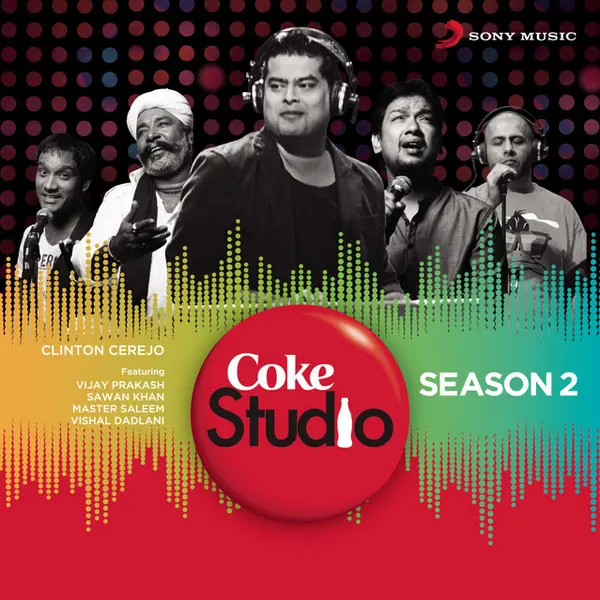 SONY MUSIC
CLINTON CEREJO
Featuring
VIJAY PRAKASH
SAWAN KHAN
MASTER SALEEM
VISHAL DADLANI
Coke
Studio
SEASON 2